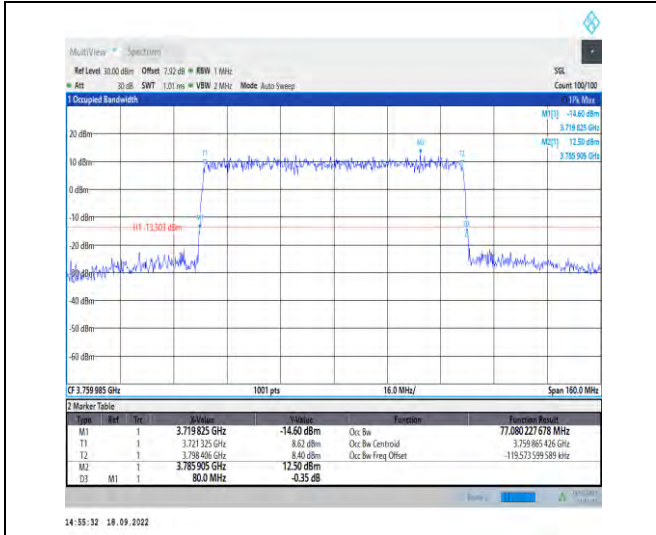 MultiView Spectrum
Ref Level 30.00 dBm Offset 7.92 dB RBW 1 MHz SGL
Att 30 dB SWT 1.01 ms VBW 2 MHz Mode Auto Sweep Count 100/100
1 Occupied Bandwidth 1Pk Max
M1[1] -14.60 dBm
3.719 825 GHz
20 dBm M2[1] 12.50 dBm
3.785 905 GHz
T1 M2 T2
10 dBm
0 dBm
-10 dBm M1 D3
H1 -13.503 dBm
-20 dBm
-30 dBm
-40 dBm
-50 dBm
-60 dBm
CF 3.759 985 GHz 1001 pts 16.0 MHz/ Span 160.0 MHz
2 Marker Table
Type Ref Trc X-Value Y-Value Function Function Result
M1 1 3.719 825 GHz -14.60 dBm Occ Bw 77.080 227 678 MHz
T1 1 3.721 325 GHz 8.62 dBm Occ Bw Centroid 3.759 865 426 GHz
T2 1 3.798 406 GHz 8.40 dBm Occ Bw Freq Offset -119.573 599 589 kHz
M2 1 3.785 905 GHz 12.50 dBm
D3 M1 1 80.0 MHz -0.35 dB
14:55:32 18.09.2022